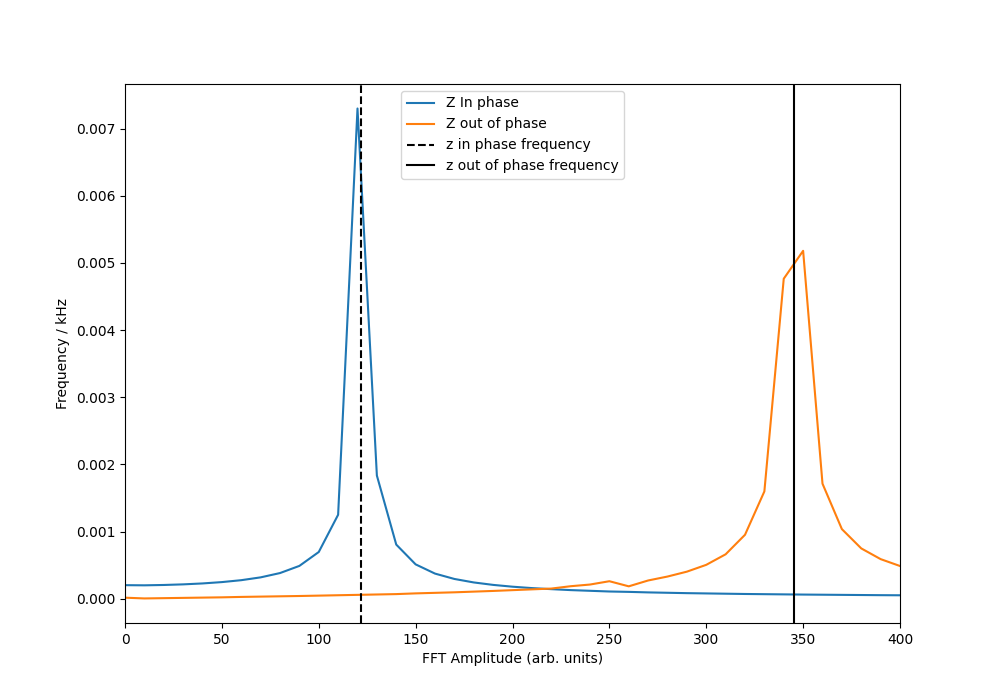 Z In phase
Z out of phase
z in phase frequency
z out of phase frequency
0.007
0.006
0.005
0.004
0.003
0.002
0.001
0.000
Frequency / kHz
0 50 100 150 200 250 300 350 400
FFT Amplitude (arb. units)